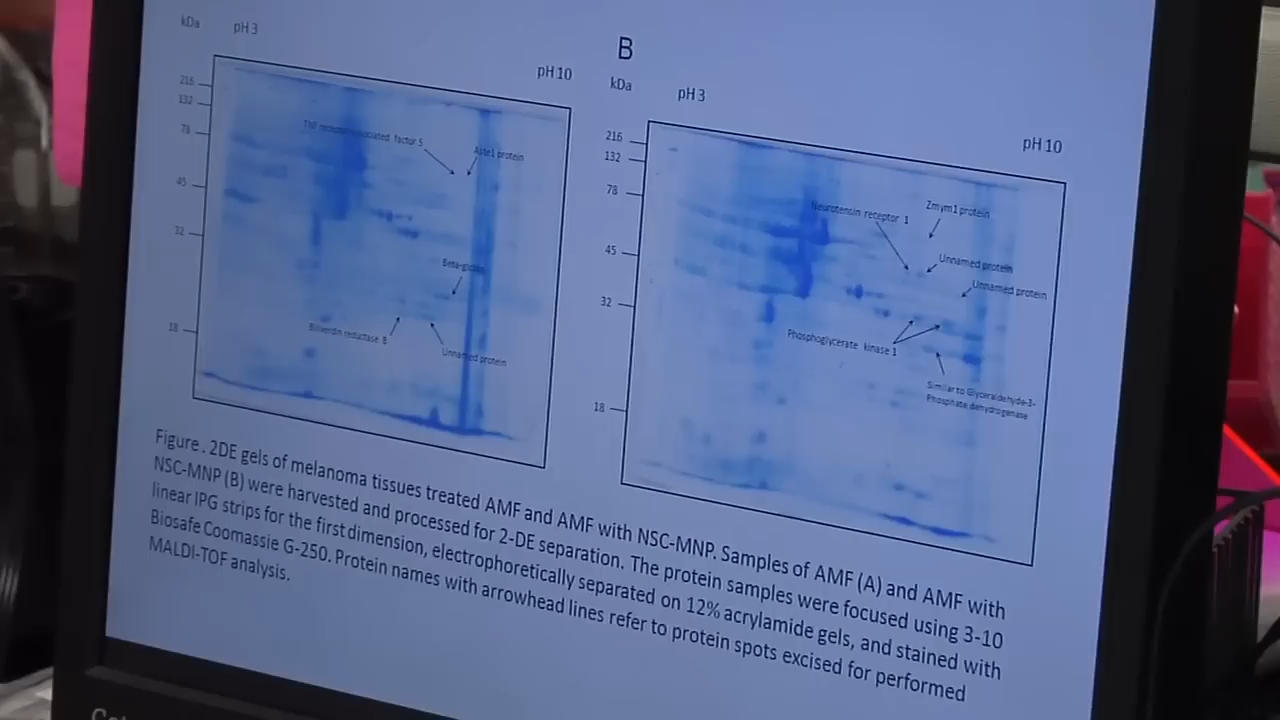 kDa
pH 3
pH 10
216
132
78
45
32
18
TNF receptor associated factor 5
Aste1 protein
Beta-globin
Biliverdin reductase B
Unnamed protein
B
kDa
pH 3
pH 10
216
132
78
45
32
18
Neurotensin receptor 1
Zmym1 protein
Unnamed protein
Unnamed protein
Phosphoglycerate kinase 1
Similar to Glyceraldehyde-3-
Phosphate dehydrogenase
Figure . 2DE gels of melanoma tissues treated AMF and AMF with NSC-MNP. Samples of AMF (A) and AMF with
NSC-MNP (B) were harvested and processed for 2-DE separation. The protein samples were focused using 3-10
linear IPG strips for the first dimension, electrophoretically separated on 12% acrylamide gels, and stained with
Biosafe Coomassie G-250. Protein names with arrowhead lines refer to protein spots excised for performed
MALDI-TOF analysis.